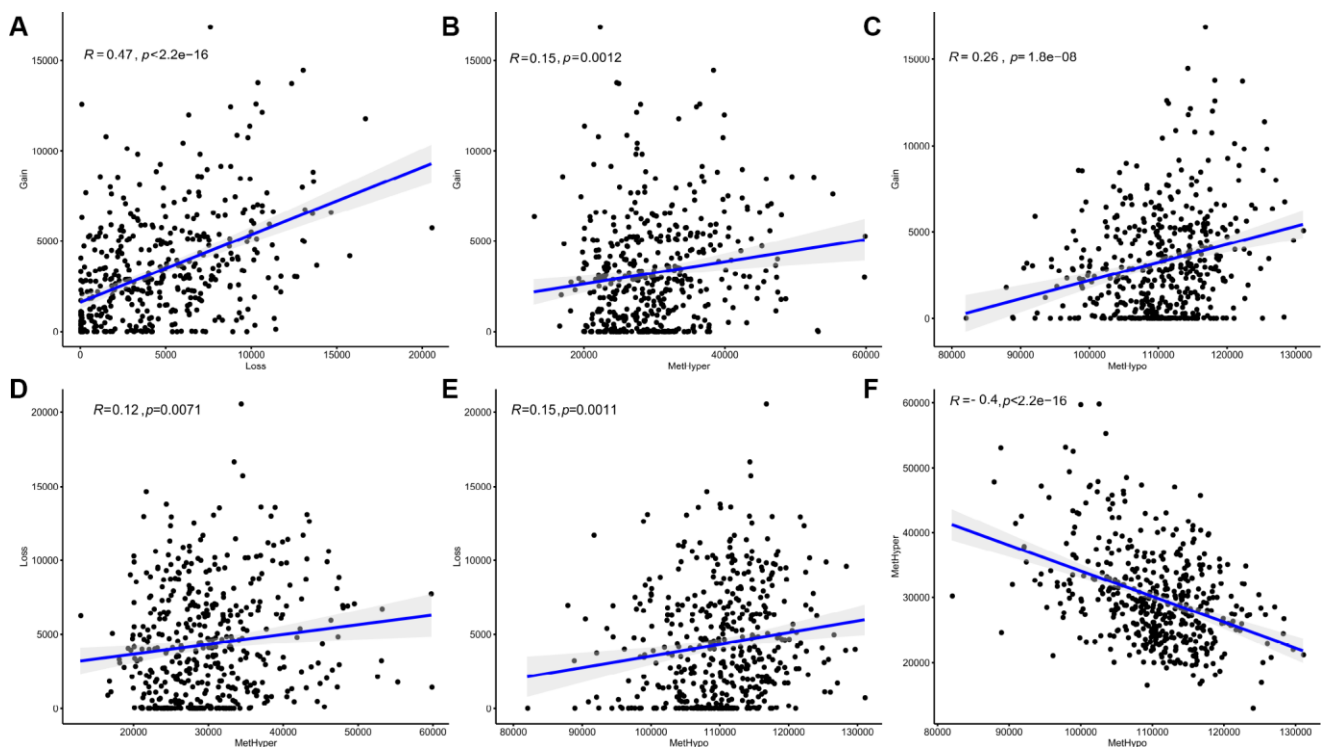 A
R = 0.47, p<2.2e−16
15000
10000
5000
0
Gain
0 5000 10000 15000 20000
Loss
B
R=0.15, p=0.0012
15000
10000
5000
0
Gain
20000 40000 60000
MetHyper
C
R = 0.26 , p= 1.8e−08
15000
10000
5000
0
Gain
80000 90000 100000 110000 120000 130000
MetHypo
D
R=0.12 ,p=0.0071
20000
15000
10000
5000
0
Loss
20000 30000 40000 50000 60000
MetHyper
E
R=0.15 ,p=0.0011
20000
15000
10000
5000
0
Loss
80000 90000 100000 110000 120000 130000
MetHypo
F
R=- 0.4,p<2.2e−16
60000
50000
40000
30000
20000
MetHyper
80000 90000 100000 110000 120000 130000
MetHypo